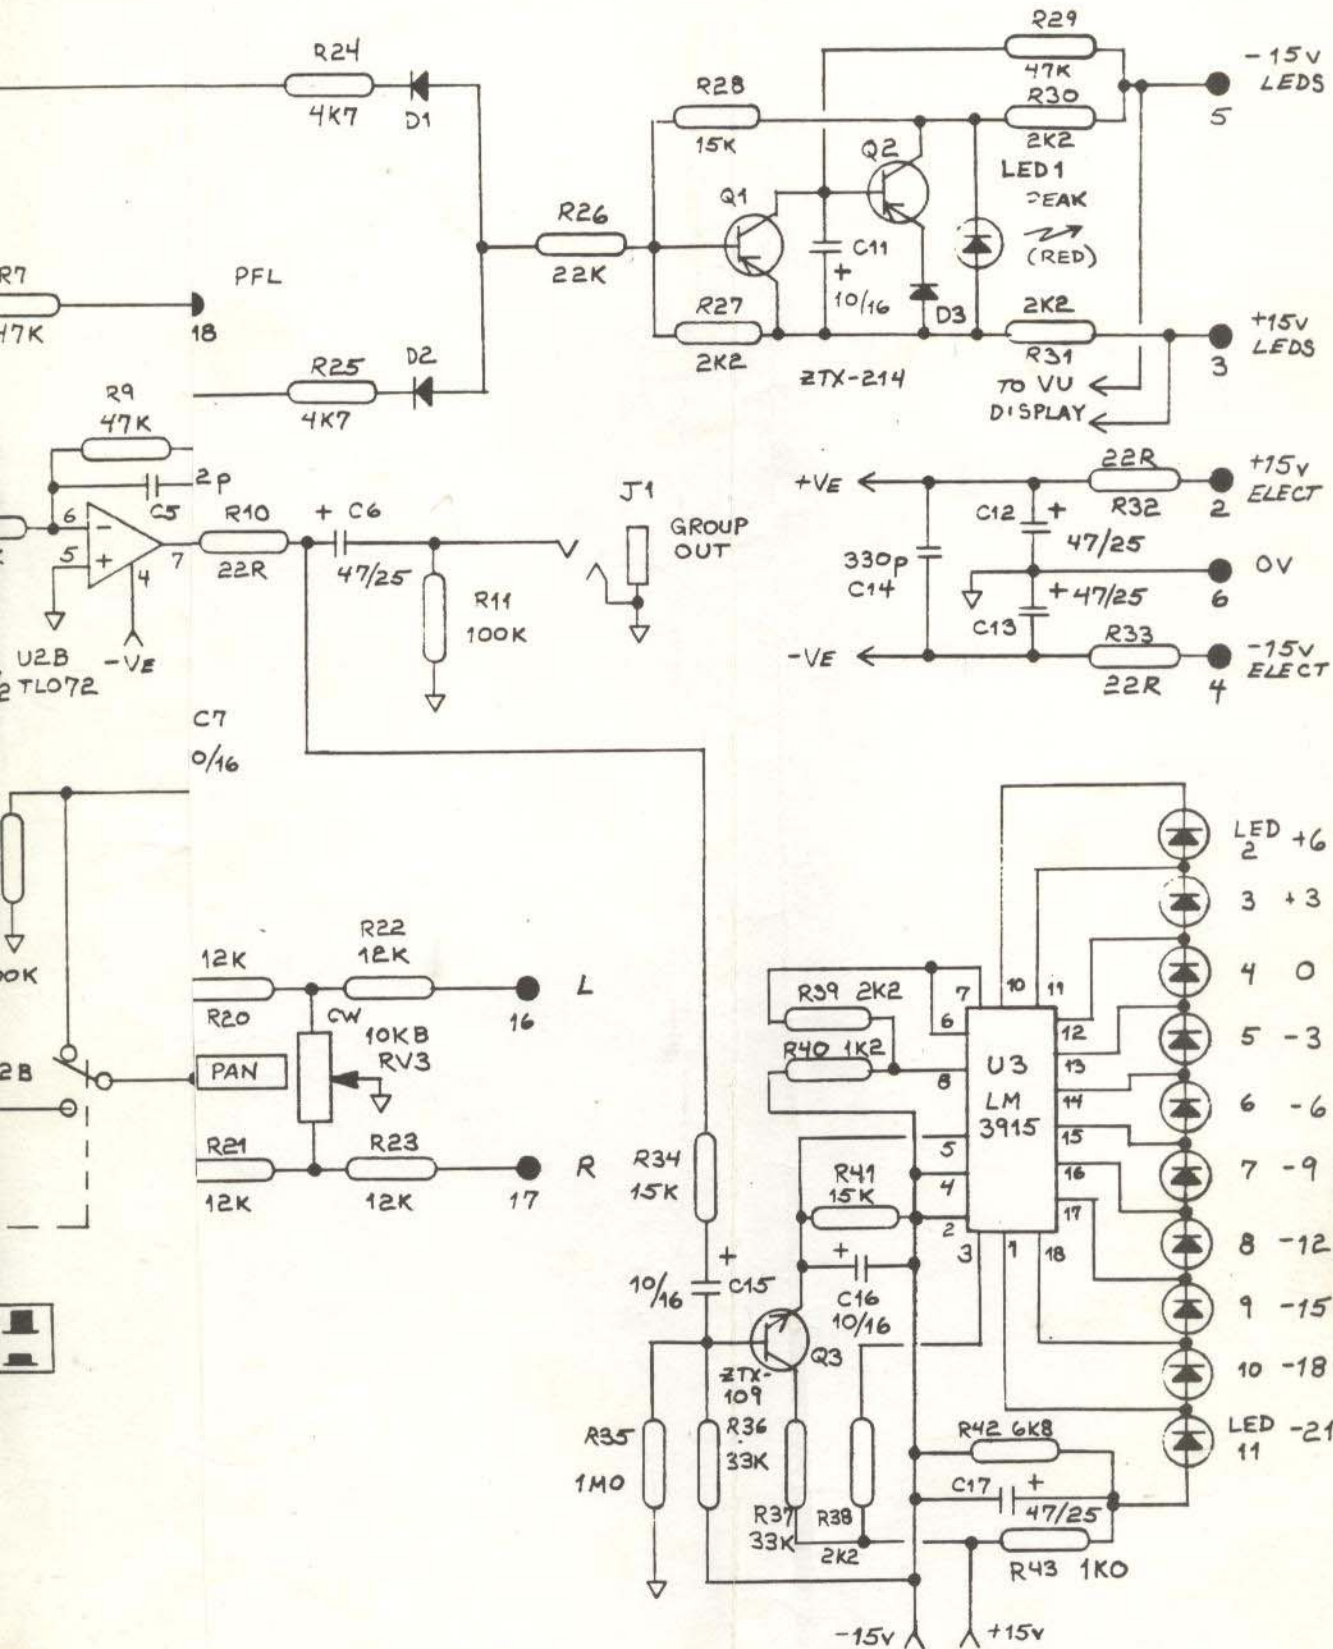 R24
4K7
D1
R7
47K
PFL
18
R25
4K7
D2
R26
22K
R28
15K
Q1
Q2
C11
+
10/16
R27
2K2
D3
ZTX-214
R29
47K
R30
2K2
LED1
(RED)
2K2
R31
TO VU
DISPLAY
-15V
LEDS
5
+15V
LEDS
3
R9
47K
2p
C5
6
-
5
+
4
7
U2B
TL072
-VE
R10
22R
+ C6
47/25
R11
100K
J1
GROUP
OUT
+VE
330p
C14
-VE
C12 +
47/25
+ 47/25
C13
22R
R32
R33
22R
+15V
ELECT
2
0V
6
-15V
ELECT
4
C7
0/16
2B
12K
R20
PAN
R21
12K
R22
12K
CW
10KB
RV3
R23
12K
16
L
17
R
R34
15K
+
10/16
C15
R35
1M0
R36
33K
ZTX-
109
Q3
R37
33K
R38
2K2
R39 2K2
R40 1K2
R41
15K
+
C16
10/16
U3
LM
3915
7
6
8
5
4
2
3
1
18
10
11
12
13
14
15
16
17
LED
2 +6
3 +3
4 0
5 -3
6 -6
7 -9
8 -12
9 -15
10 -18
LED
11 -21
R42 6K8
C17 +
47/25
R43 1K0
-15V
+15V